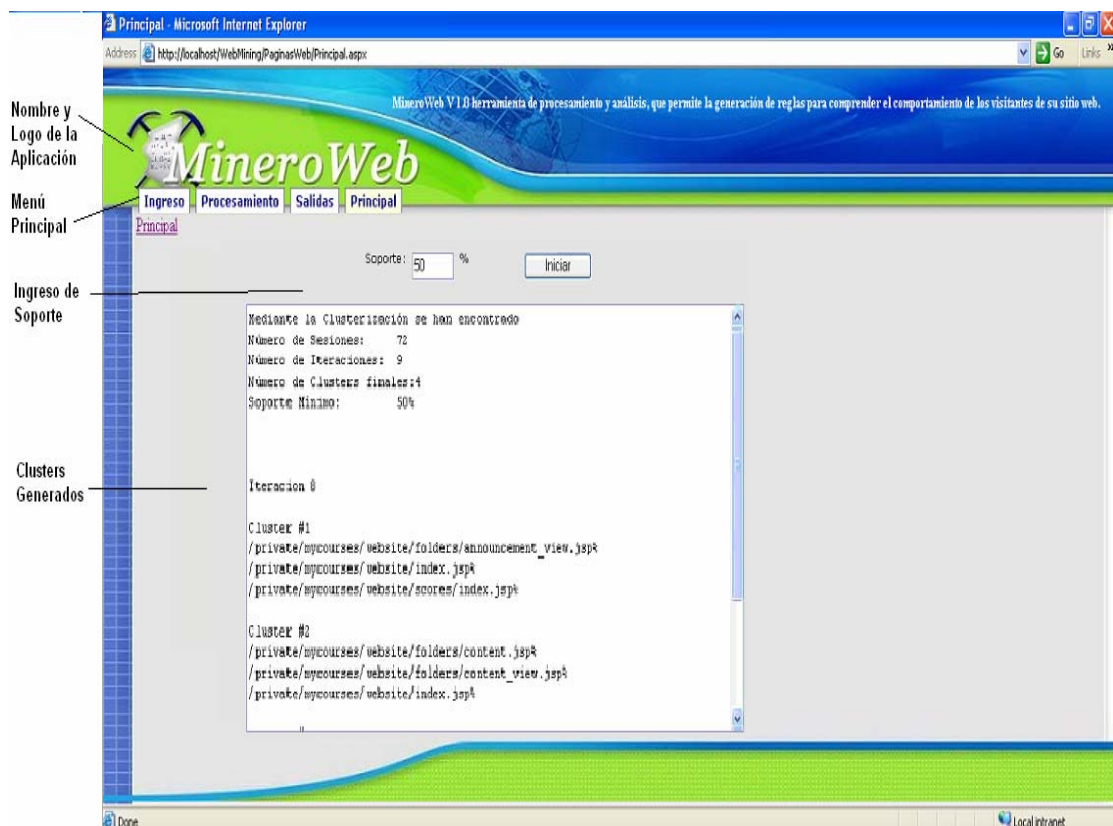 Principal - Microsoft Internet Explorer
Address http://localhost/WebMining/PaginasWeb/Principal.aspx Go Links »
MineroWeb V1.0 herramienta de procesamiento y análisis, que permite la generación de reglas para comprender el comportamiento de los visitantes de su sitio web.
Nombre y
Logo de la
Aplicación
MineroWeb
Menú
Principal
Ingreso Procesamiento Salidas Principal
Principal
Soporte: 50 % Iniciar
Ingreso de
Soporte
Mediante la Clusterización se han encontrado
Número de Sesiones: 72
Número de Iteraciones: 9
Número de Clusters finales:4
Soporte Mínimo: 50%
Clusters
Generados
Iteracion 8
Cluster #1
/private/mycourses/website/folders/announcement_view.jsp%
/private/mycourses/website/index.jsp%
/private/mycourses/website/scores/index.jsp%
Cluster #2
/private/mycourses/website/folders/content.jsp%
/private/mycourses/website/folders/content_view.jsp%
/private/mycourses/website/index.jsp%
Done Local intranet